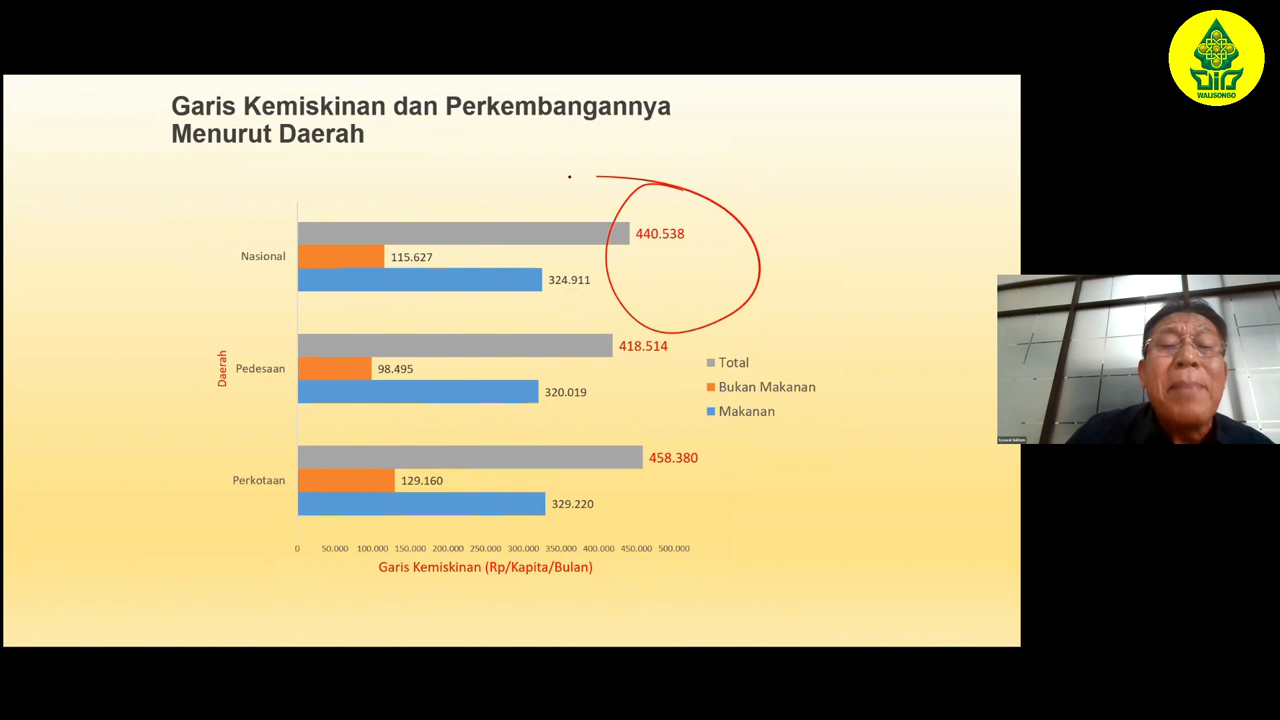 WALISONGO
Garis Kemiskinan dan Perkembangannya
Menurut Daerah
Nasional
440.538
115.627
324.911
Daerah
Pedesaan
418.514
98.495
320.019
Perkotaan
458.380
129.160
329.220
Total
Bukan Makanan
Makanan
0 50.000 100.000 150.000 200.000 250.000 300.000 350.000 400.000 450.000 500.000
Garis Kemiskinan (Rp/Kapita/Bulan)